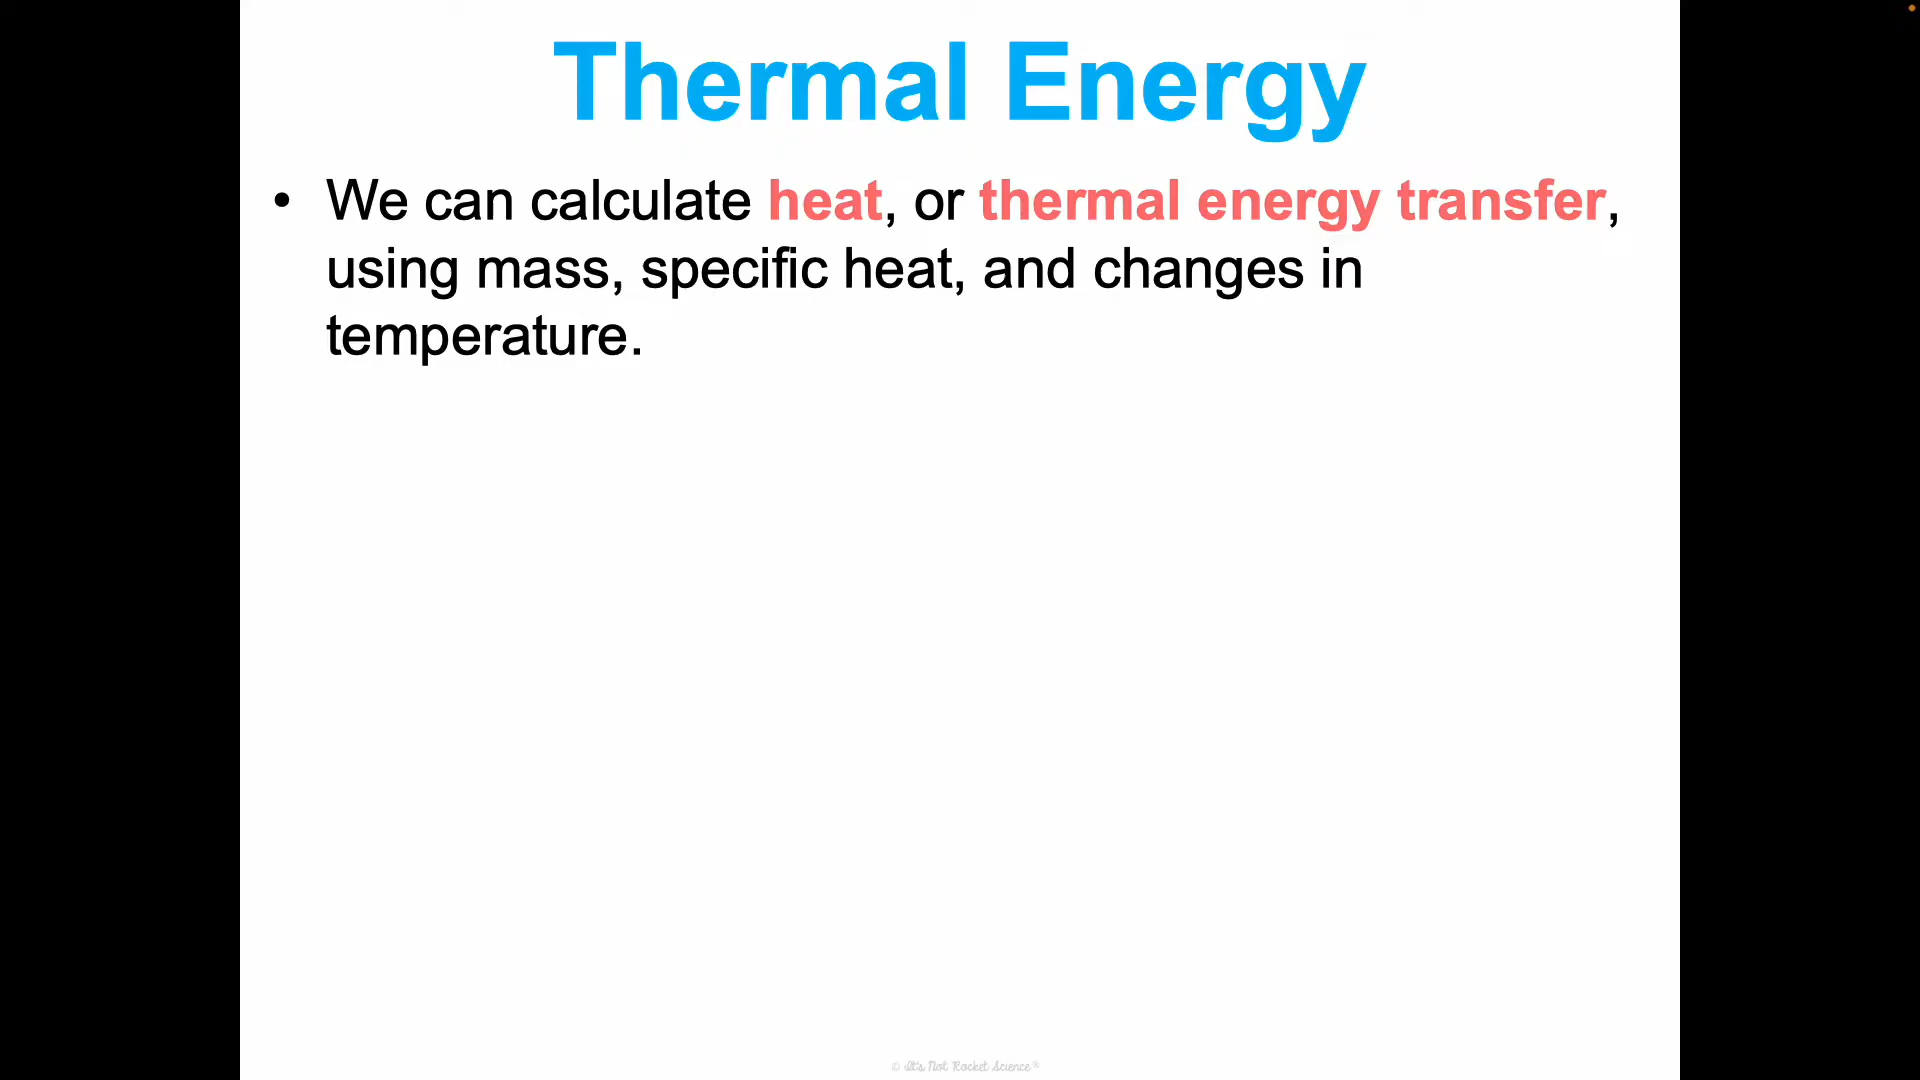 Thermal Energy
• We can calculate heat, or thermal energy transfer,
using mass, specific heat, and changes in
temperature.
© It's Not Rocket Science®